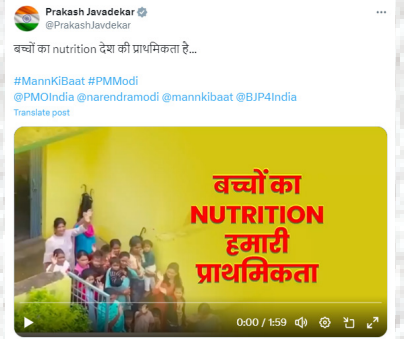 Prakash Javadekar
@PrakashJavdekar
बच्चों का nutrition देश की प्राथमिकता है...
#MannKiBaat #PMModi
@PMOIndia @narendramodi @mannkibaat @BJP4India
Translate post
बच्चों का
NUTRITION
हमारी
प्राथमिकता
0:00 / 1:59